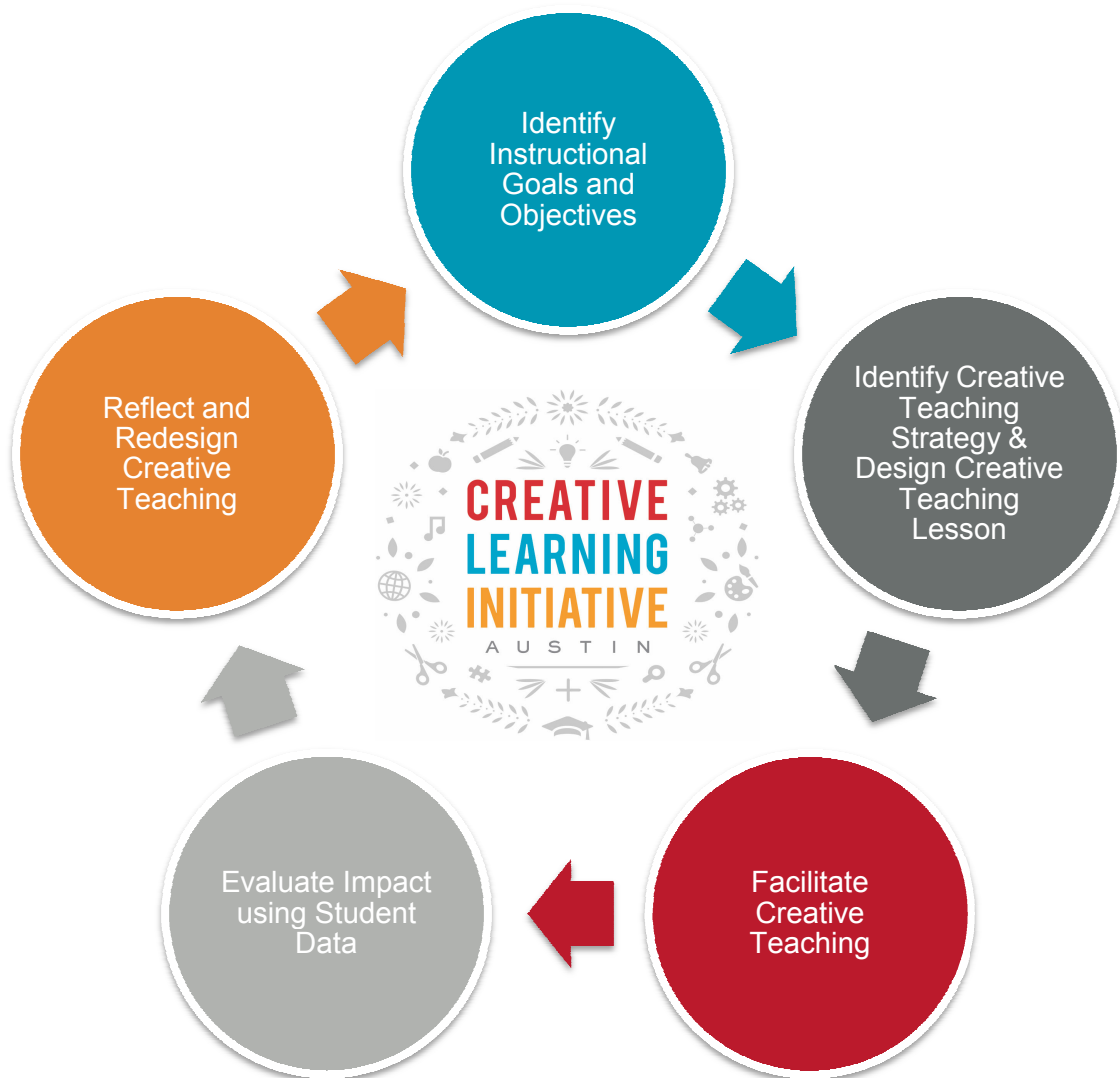 Identify
Instructional
Goals and
Objectives
Identify Creative
Teaching
Strategy &
Design Creative
Teaching
Lesson
Facilitate
Creative
Teaching
Evaluate Impact
using Student
Data
Reflect and
Redesign
Creative
Teaching
CREATIVE
LEARNING
INITIATIVE
AUSTIN